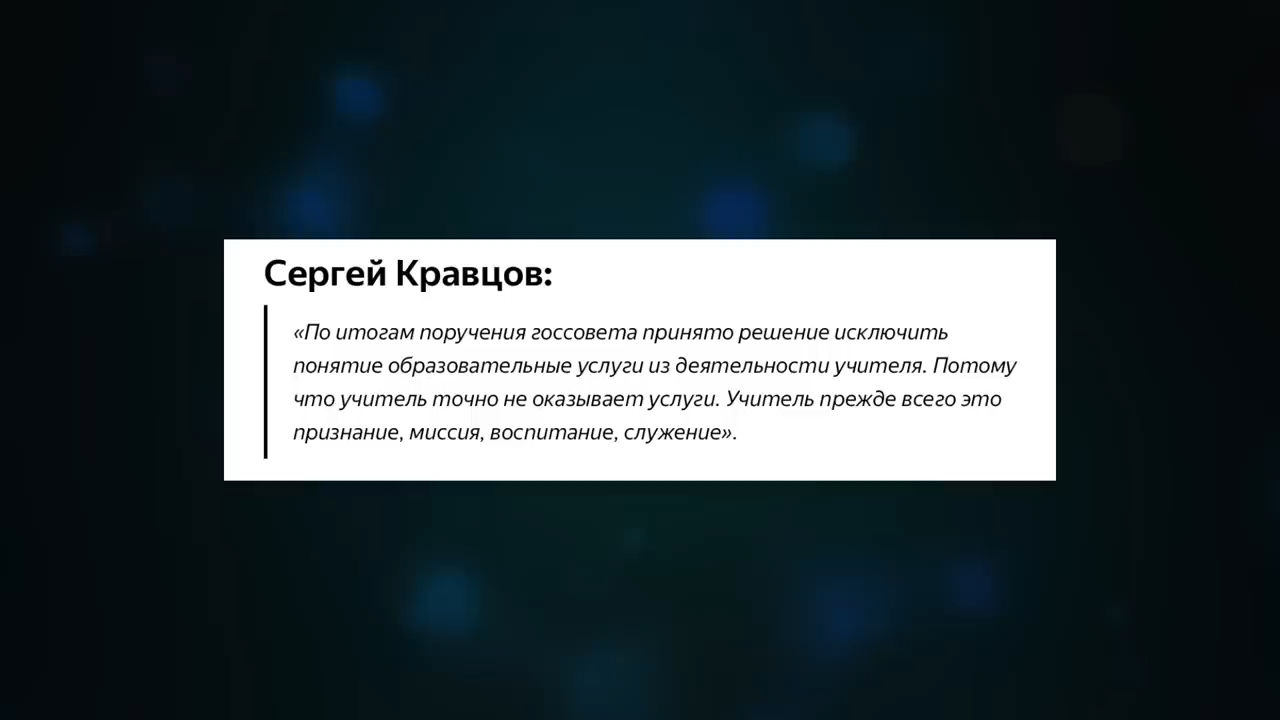 Сергей Кравцов:
«По итогам поручения госсовета принято решение исключить
понятие образовательные услуги из деятельности учителя. Потому
что учитель точно не оказывает услуги. Учитель прежде всего это
признание, миссия, воспитание, служение».